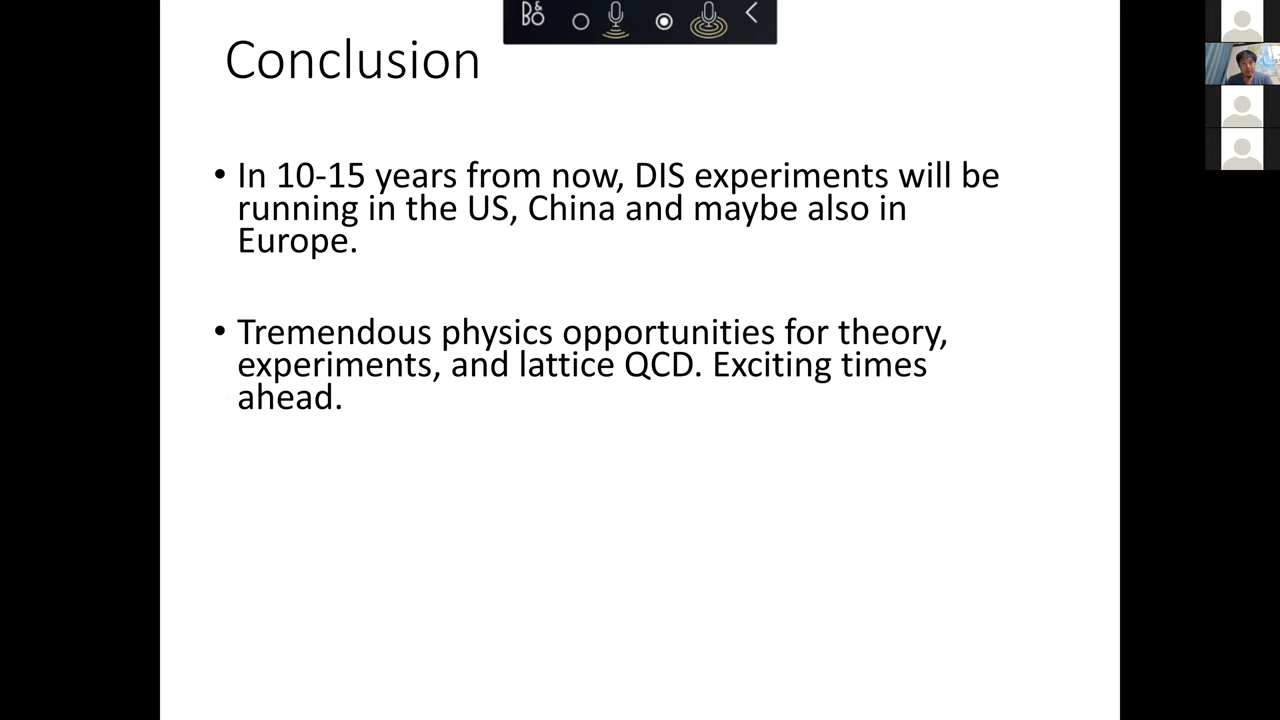 B&O
Conclusion
• In 10-15 years from now, DIS experiments will be
running in the US, China and maybe also in
Europe.
• Tremendous physics opportunities for theory,
experiments, and lattice QCD. Exciting times
ahead.